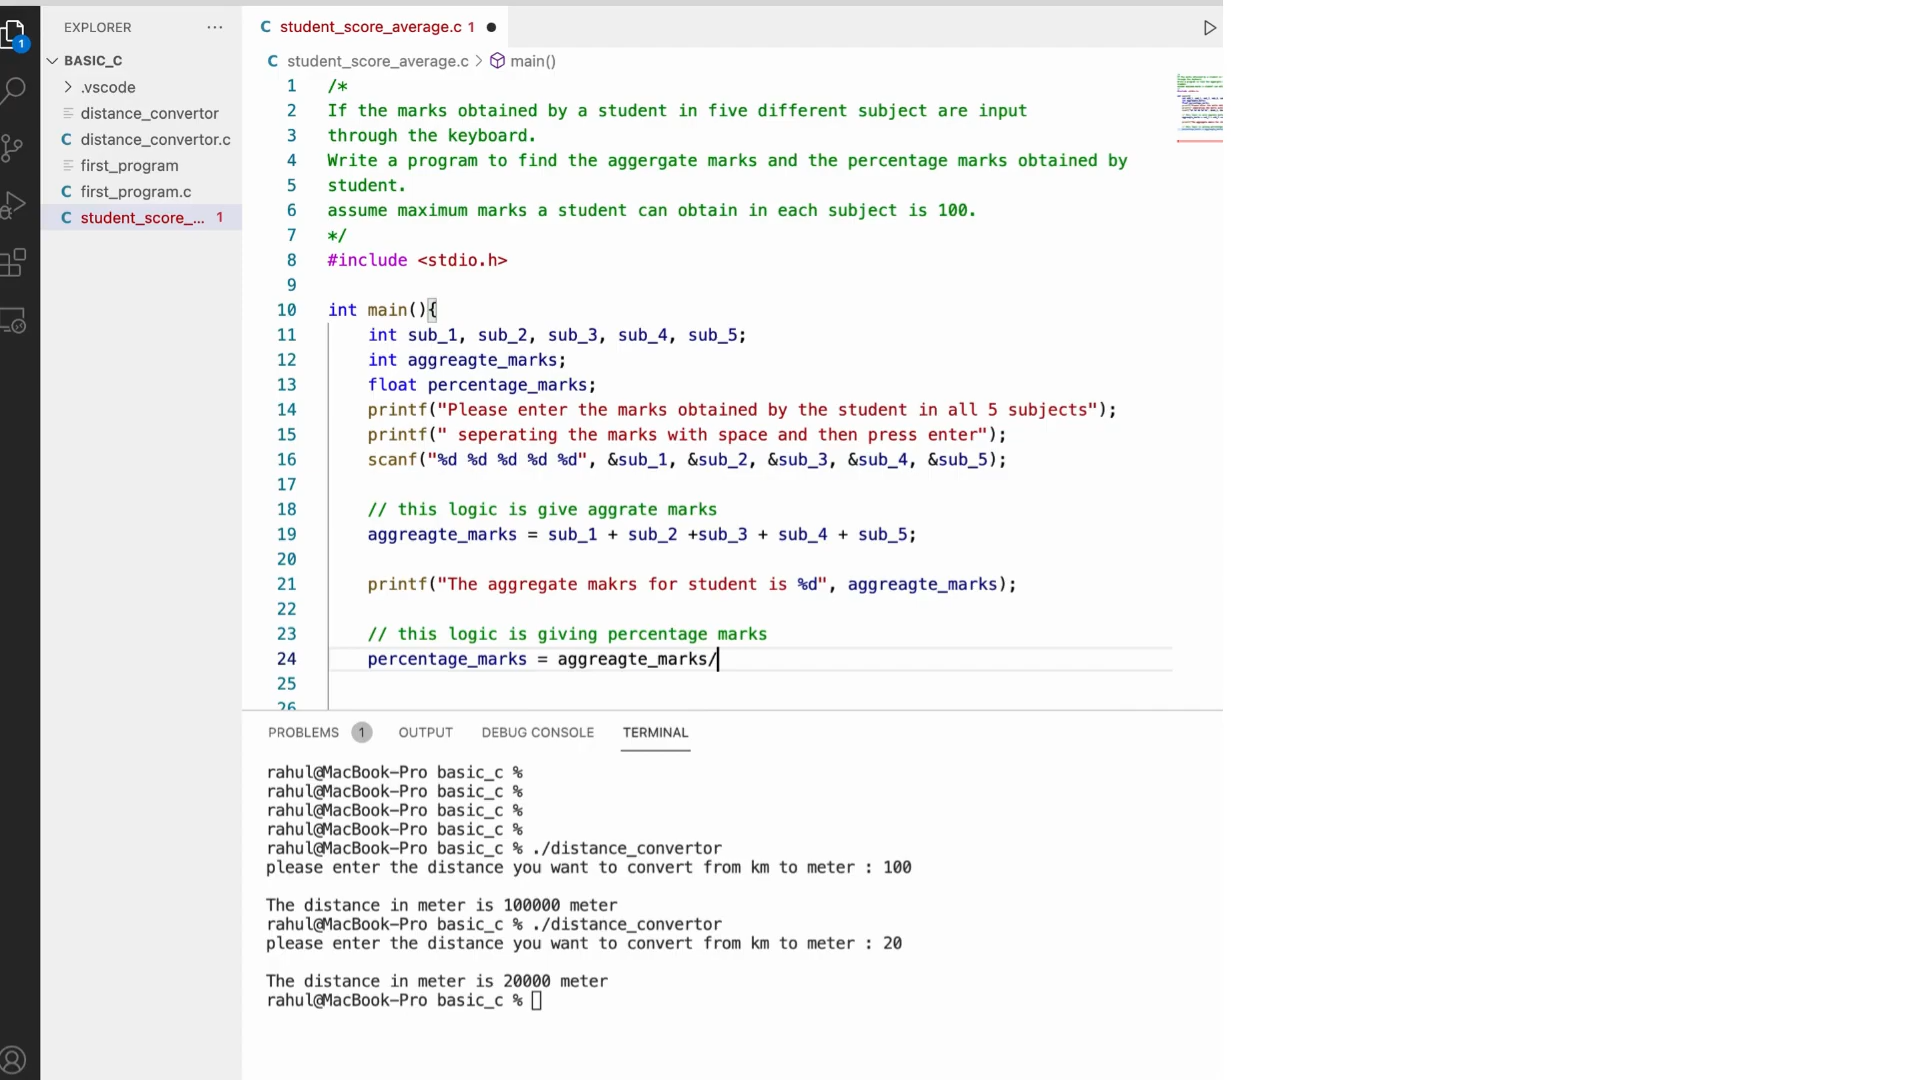 EXPLORER ···
student_score_average.c 1
1
BASIC_C
student_score_average.c > main()
.vscode
distance_convertor
distance_convertor.c
first_program
first_program.c
student_score_... 1
1 /*
2 If the marks obtained by a student in five different subject are input
3 through the keyboard.
4 Write a program to find the aggergate marks and the percentage marks obtained by
5 student.
6 assume maximum marks a student can obtain in each subject is 100.
7 */
8 #include <stdio.h>
9
10 int main(){
11 int sub_1, sub_2, sub_3, sub_4, sub_5;
12 int aggreagte_marks;
13 float percentage_marks;
14 printf("Please enter the marks obtained by the student in all 5 subjects");
15 printf(" seperating the marks with space and then press enter");
16 scanf("%d %d %d %d %d", &sub_1, &sub_2, &sub_3, &sub_4, &sub_5);
17
18 // this logic is give aggrate marks
19 aggreagte_marks = sub_1 + sub_2 +sub_3 + sub_4 + sub_5;
20
21 printf("The aggregate makrs for student is %d", aggreagte_marks);
22
23 // this logic is giving percentage marks
24 percentage_marks = aggreagte_marks/
25
26
PROBLEMS 1 OUTPUT DEBUG CONSOLE TERMINAL
rahul@MacBook-Pro basic_c %
rahul@MacBook-Pro basic_c %
rahul@MacBook-Pro basic_c %
rahul@MacBook-Pro basic_c %
rahul@MacBook-Pro basic_c % ./distance_convertor
please enter the distance you want to convert from km to meter : 100
The distance in meter is 100000 meter
rahul@MacBook-Pro basic_c % ./distance_convertor
please enter the distance you want to convert from km to meter : 20
The distance in meter is 20000 meter
rahul@MacBook-Pro basic_c %